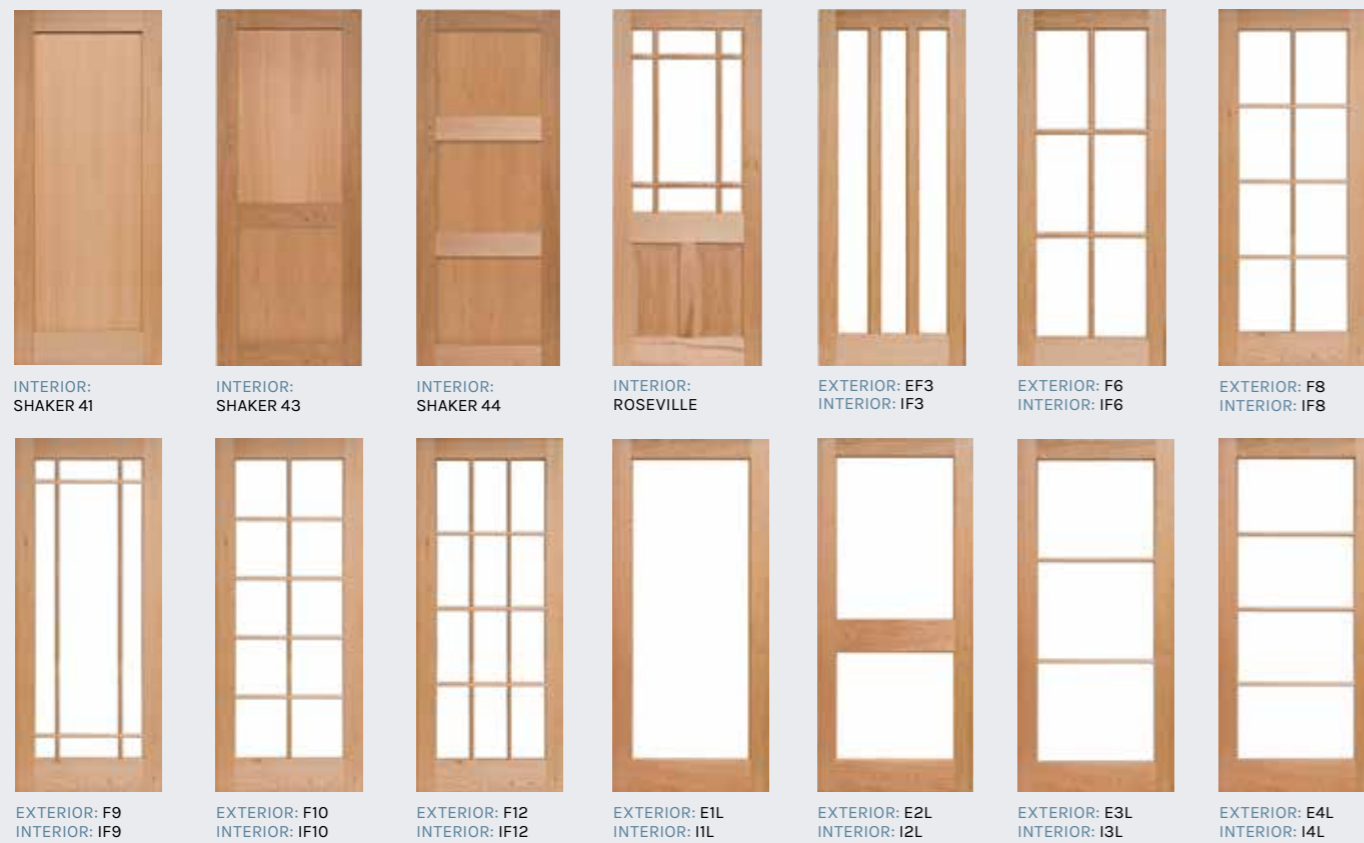 INTERIOR:
SHAKER 41
INTERIOR:
SHAKER 43
INTERIOR:
SHAKER 44
INTERIOR:
ROSEVILLE
EXTERIOR: EF3
INTERIOR: IF3
EXTERIOR: F6
INTERIOR: IF6
EXTERIOR: F8
INTERIOR: IF8
EXTERIOR: F9
INTERIOR: IF9
EXTERIOR: F10
INTERIOR: IF10
EXTERIOR: F12
INTERIOR: IF12
EXTERIOR: E1L
INTERIOR: I1L
EXTERIOR: E2L
INTERIOR: I2L
EXTERIOR: E3L
INTERIOR: I3L
EXTERIOR: E4L
INTERIOR: I4L